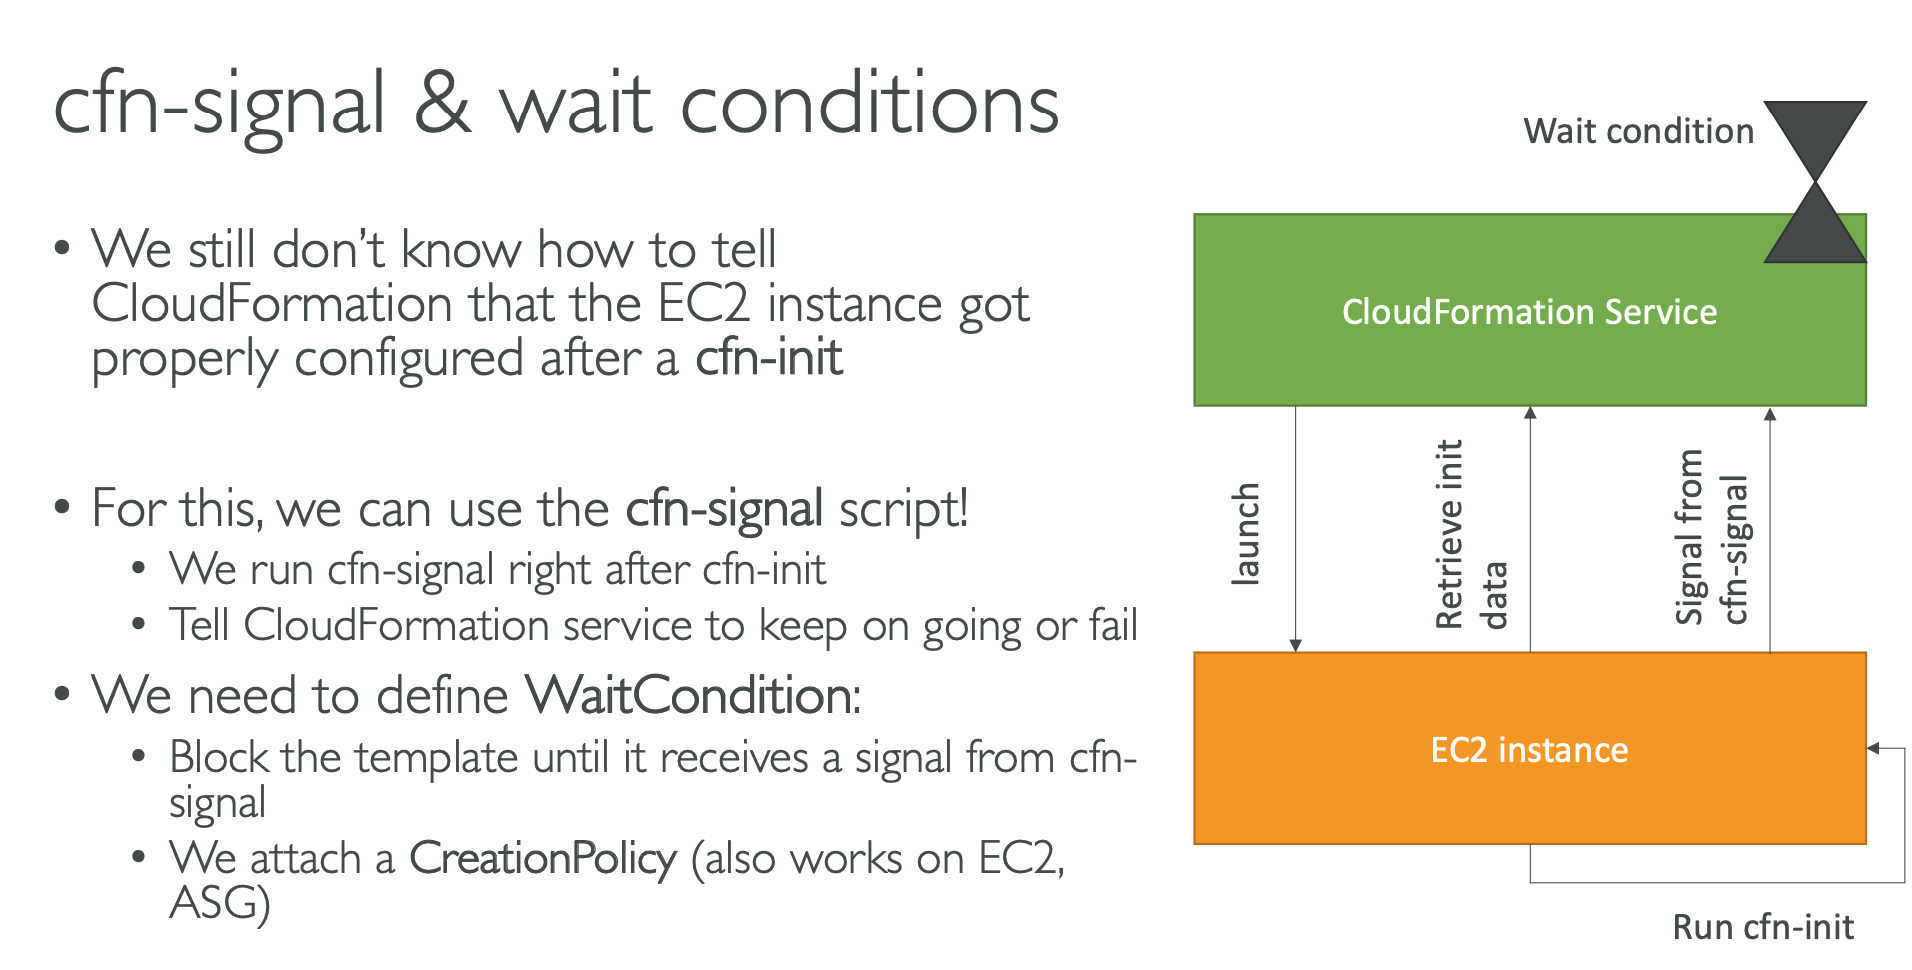 cfn-signal & wait conditions
• We still don’t know how to tell
CloudFormation that the EC2 instance got
properly configured after a cfn-init
• For this, we can use the cfn-signal script!
• We run cfn-signal right after cfn-init
• Tell CloudFormation service to keep on going or fail
• We need to define WaitCondition:
• Block the template until it receives a signal from cfn-
signal
• We attach a CreationPolicy (also works on EC2,
ASG)
Wait condition
CloudFormation Service
launch
Retrieve init
data
Signal from
cfn-signal
EC2 instance
Run cfn-init